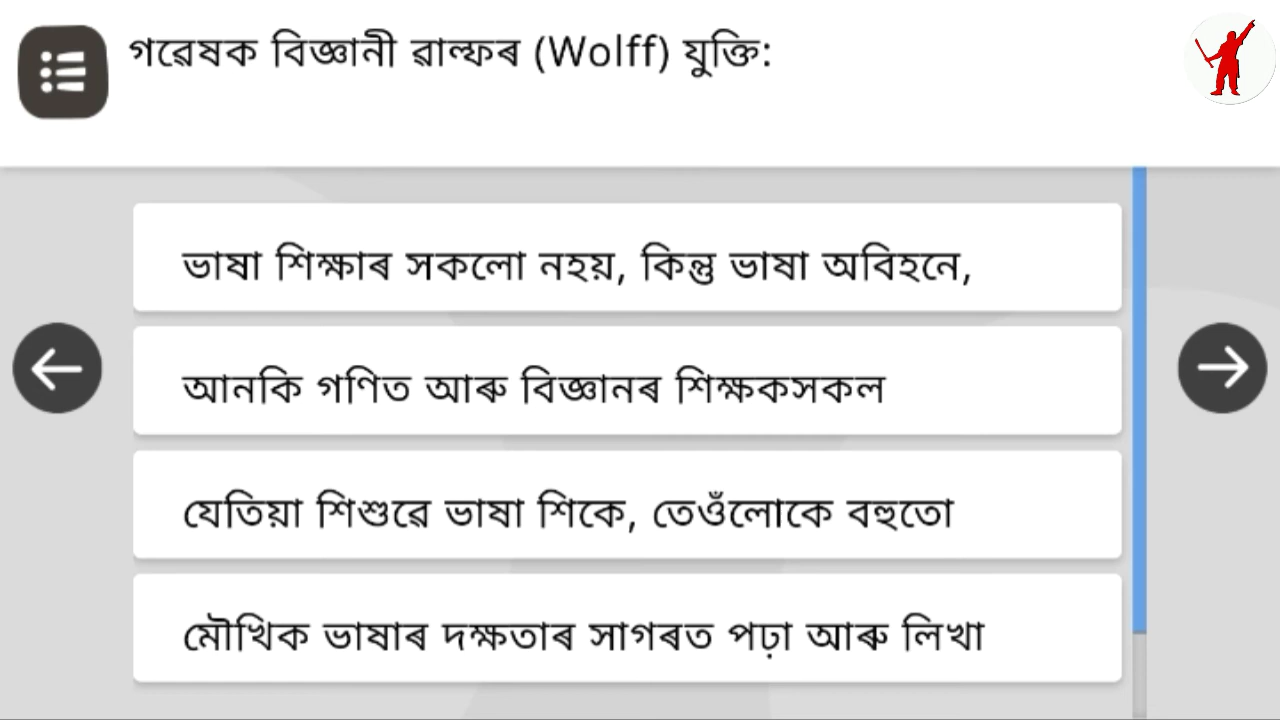 গৱেষক বিজ্ঞানী ৱাল্ফৰ (Wolff) যুক্তি:
ভাষা শিক্ষাৰ সকলো নহয়, কিন্তু ভাষা অবিহনে,
আনকি গণিত আৰু বিজ্ঞানৰ শিক্ষকসকল
যেতিয়া শিশুৱে ভাষা শিকে, তেওঁলোকে বহুতো
মৌখিক ভাষাৰ দক্ষতাৰ সাগৰত পঢ়া আৰু লিখা